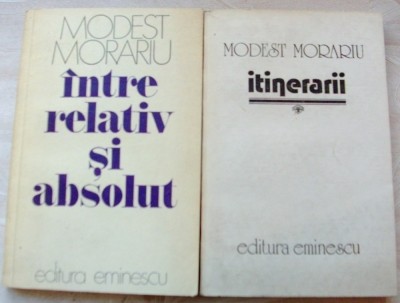 MODEST
MORARIU
între
relativ
și
absolut
editura eminescu
MODEST MORARIU
itinerarii
editura eminescu